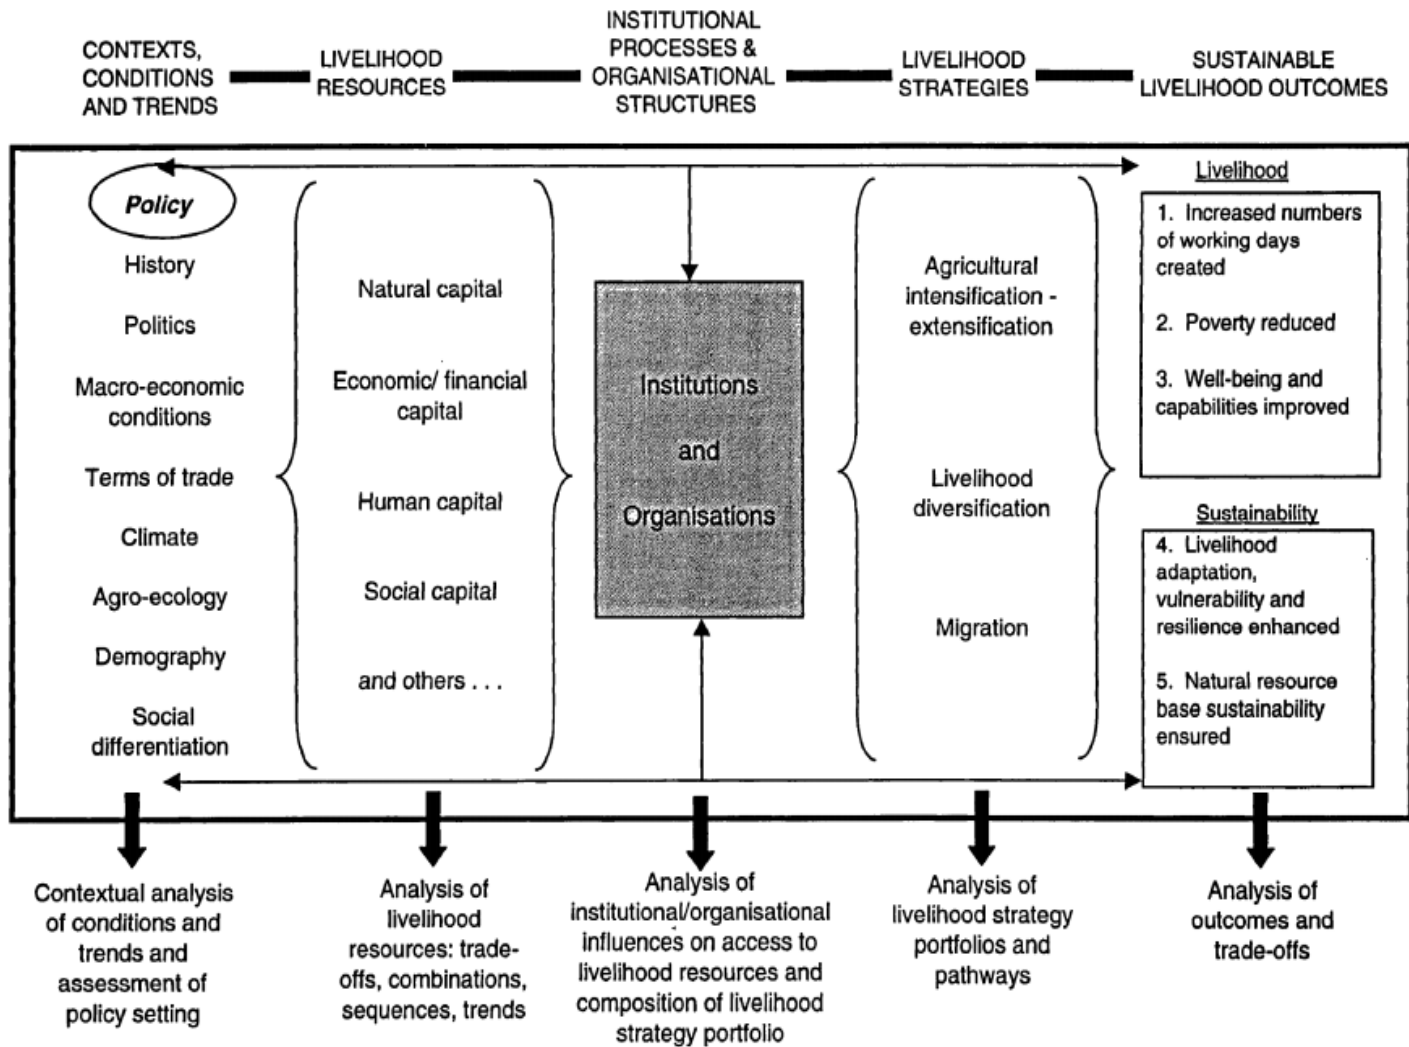 CONTEXTS,
CONDITIONS
AND TRENDS
LIVELIHOOD
RESOURCES
INSTITUTIONAL
PROCESSES &
ORGANISATIONAL
STRUCTURES
LIVELIHOOD
STRATEGIES
SUSTAINABLE
LIVELIHOOD OUTCOMES
Policy
History
Politics
Macro-economic
conditions
Terms of trade
Climate
Agro-ecology
Demography
Social
differentiation
Natural capital
Economic/ financial
capital
Human capital
Social capital
and others . . .
Institutions
and
Organisations
Agricultural
intensification -
extensification
Livelihood
diversification
Migration
Livelihood
1. Increased numbers
of working days
created
2. Poverty reduced
3. Well-being and
capabilities improved
Sustainability
4. Livelihood
adaptation,
vulnerability and
resilience enhanced
5. Natural resource
base sustainability
ensured
Contextual analysis
of conditions and
trends and
assessment of
policy setting
Analysis of
livelihood
resources: trade-
offs, combinations,
sequences, trends
Analysis of
institutional/organisational
influences on access to
livelihood resources and
composition of livelihood
strategy portfolio
Analysis of
livelihood strategy
portfolios and
pathways
Analysis of
outcomes and
trade-offs